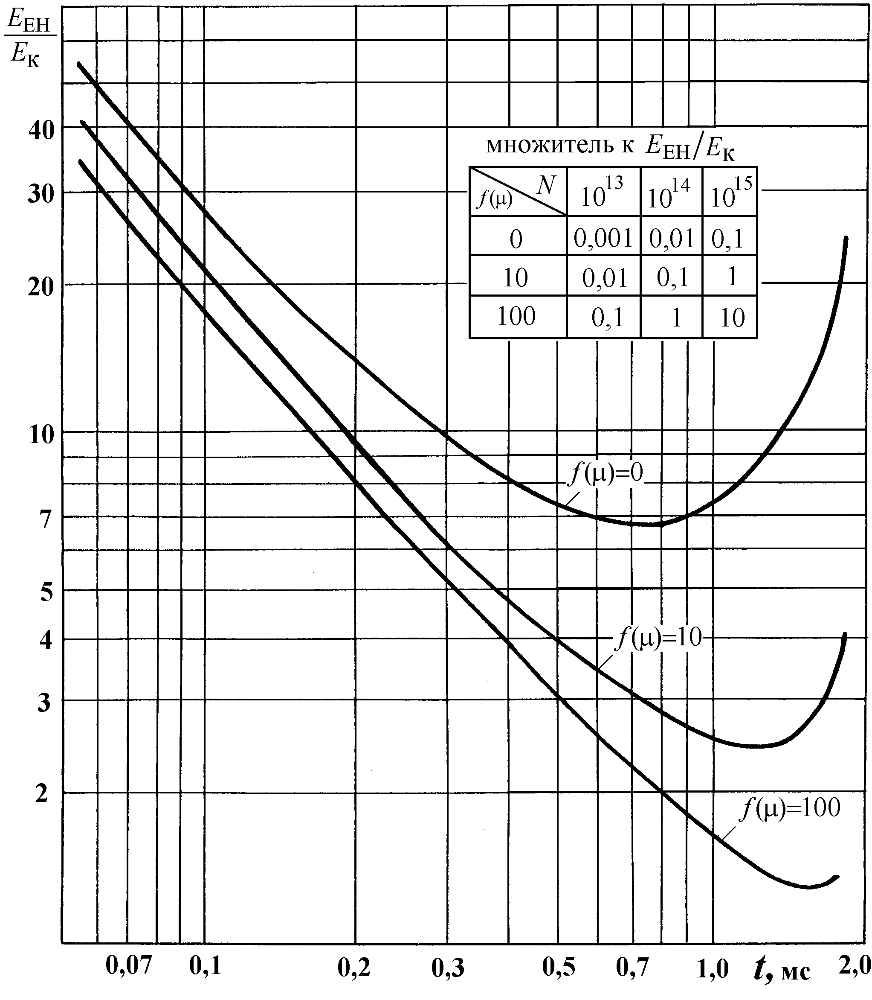 E_ЕН
E_К
40
30
20
10
7
5
4
3
2
множитель к E_ЕН/E_К
N
f(μ)
10^13 10^14 10^15
0 0,001 0,01 0,1
10 0,01 0,1 1
100 0,1 1 10
f(μ)=0
f(μ)=10
f(μ)=100
0,07 0,1 0,2 0,3 0,5 0,7 1,0 t, мс 2,0